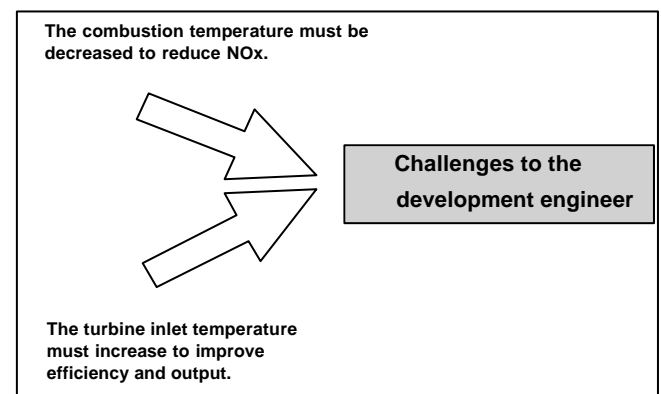 The combustion temperature must be
decreased to reduce NOx.
Challenges to the
development engineer
The turbine inlet temperature
must increase to improve
efficiency and output.